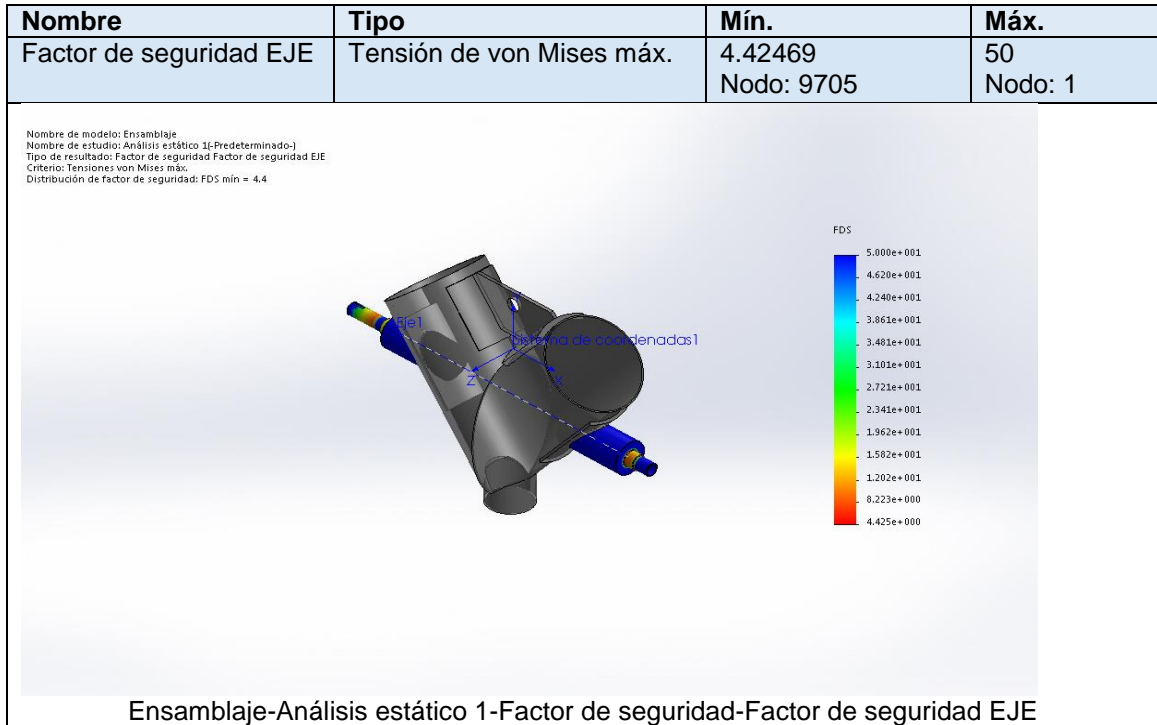 Nombre Tipo Mín. Máx.
Factor de seguridad EJE Tensión de von Mises máx. 4.42469 50
Nodo: 9705 Nodo: 1
Nombre de modelo: Ensamblaje
Nombre de estudio: Análisis estático 1(-Predeterminado-)
Tipo de resultado: Factor de seguridad Factor de seguridad EJE
Criterio: Tensiones von Mises máx.
Distribución de factor de seguridad: FDS mín = 4.4
FDS
5.000e+001
4.620e+001
4.240e+001
3.861e+001
3.481e+001
3.101e+001
2.721e+001
2.341e+001
1.962e+001
1.582e+001
1.202e+001
8.223e+000
4.425e+000
Y
Eje1
Sistema de coordenadas1
Z X
Ensamblaje-Análisis estático 1-Factor de seguridad-Factor de seguridad EJE